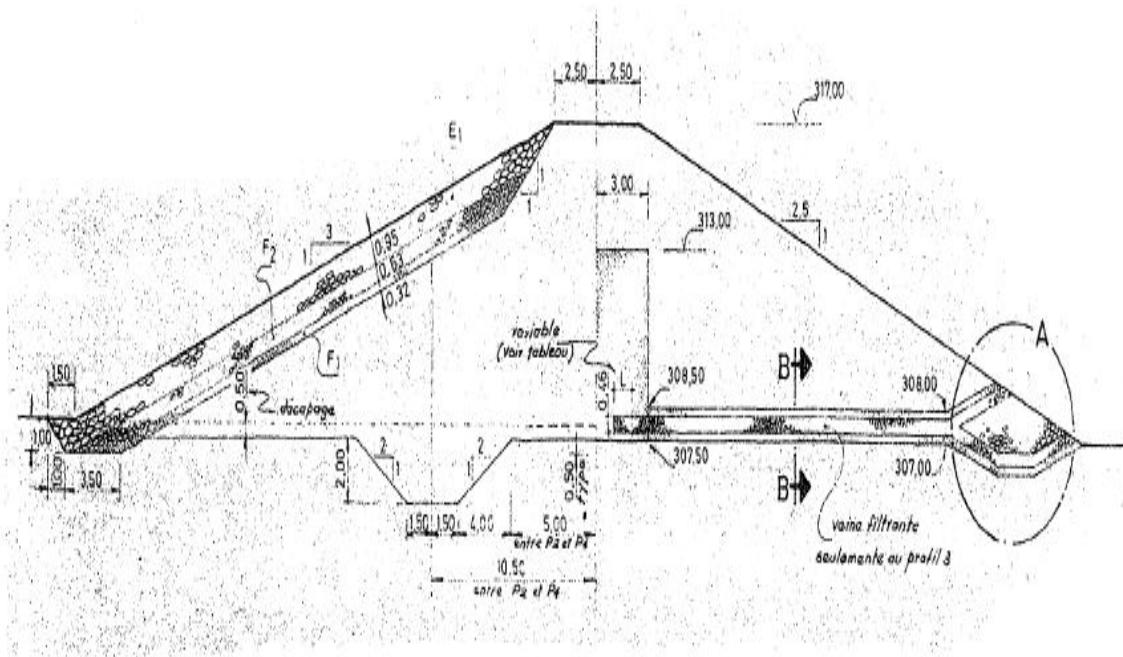 2,50 2,50
317,00
E1
1
1
3,00
3
1
2,5
1
313,00
F2
0,95
0,63
0,32
variable
(voir tableau)
A
F1
B
1,50
0,50
décapage
0,46
L
308,50
308,00
1,00
3,50
2
1
2
1
2,00
0,50
307,50
307,00
B
1,50 1,50 4,00 5,00
entre P2 et P4
vaina filtrante
seulemante au profil 3
10,50
entre P2 et P4